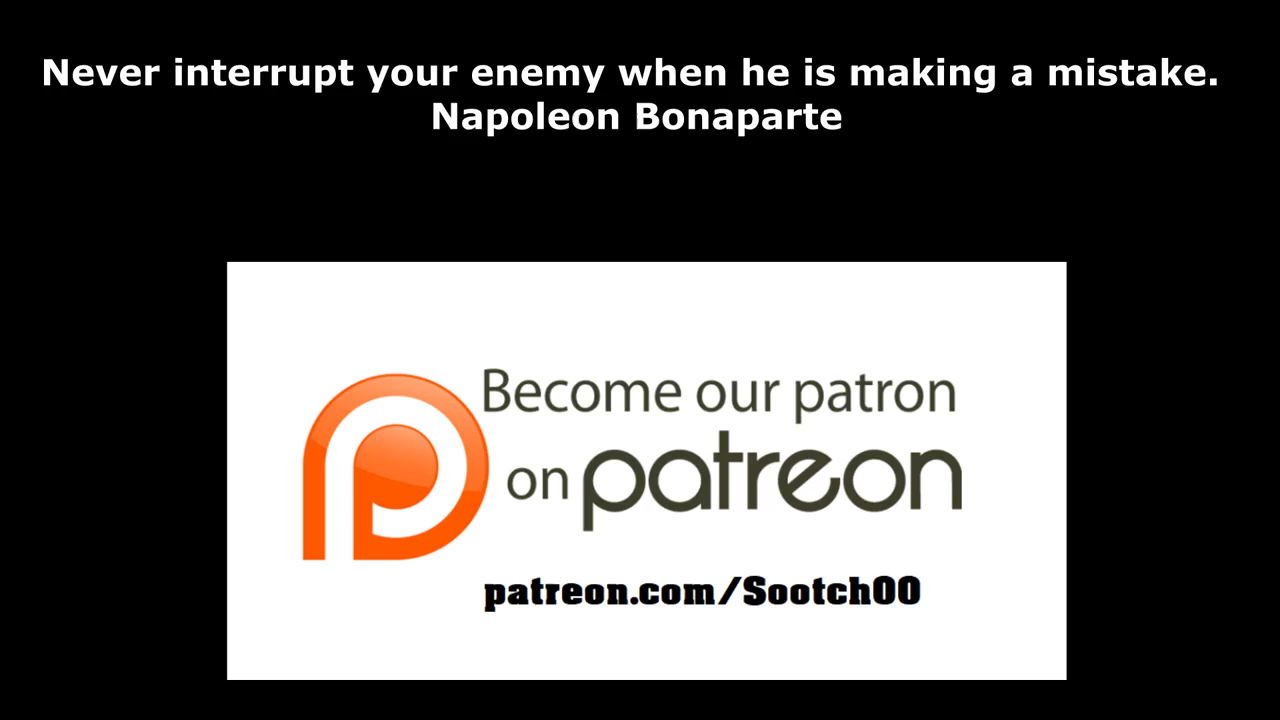 Never interrupt your enemy when he is making a mistake.
Napoleon Bonaparte
Become our patron
on patreon
patreon.com/Sootch00